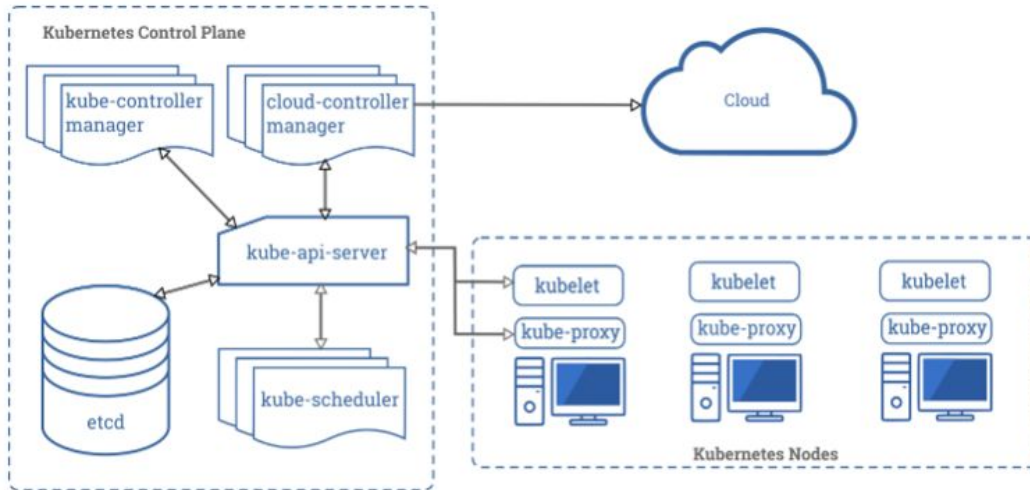 Kubernetes Control Plane
kube-controller
manager
cloud-controller
manager
Cloud
kube-api-server
kubelet
kubelet
kubelet
kube-proxy
kube-proxy
kube-proxy
etcd
kube-scheduler
Kubernetes Nodes